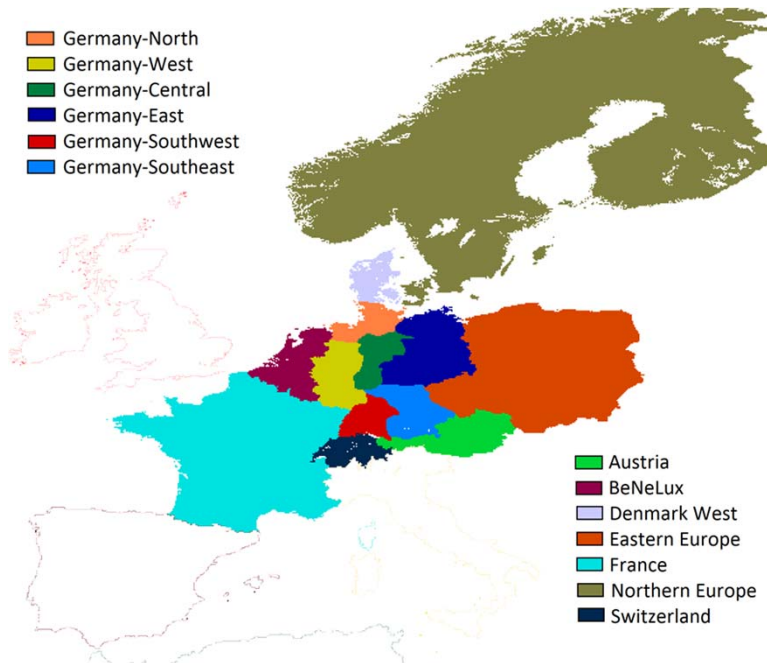 Germany-North
Germany-West
Germany-Central
Germany-East
Germany-Southwest
Germany-Southeast
Austria
BeNeLux
Denmark West
Eastern Europe
France
Northern Europe
Switzerland